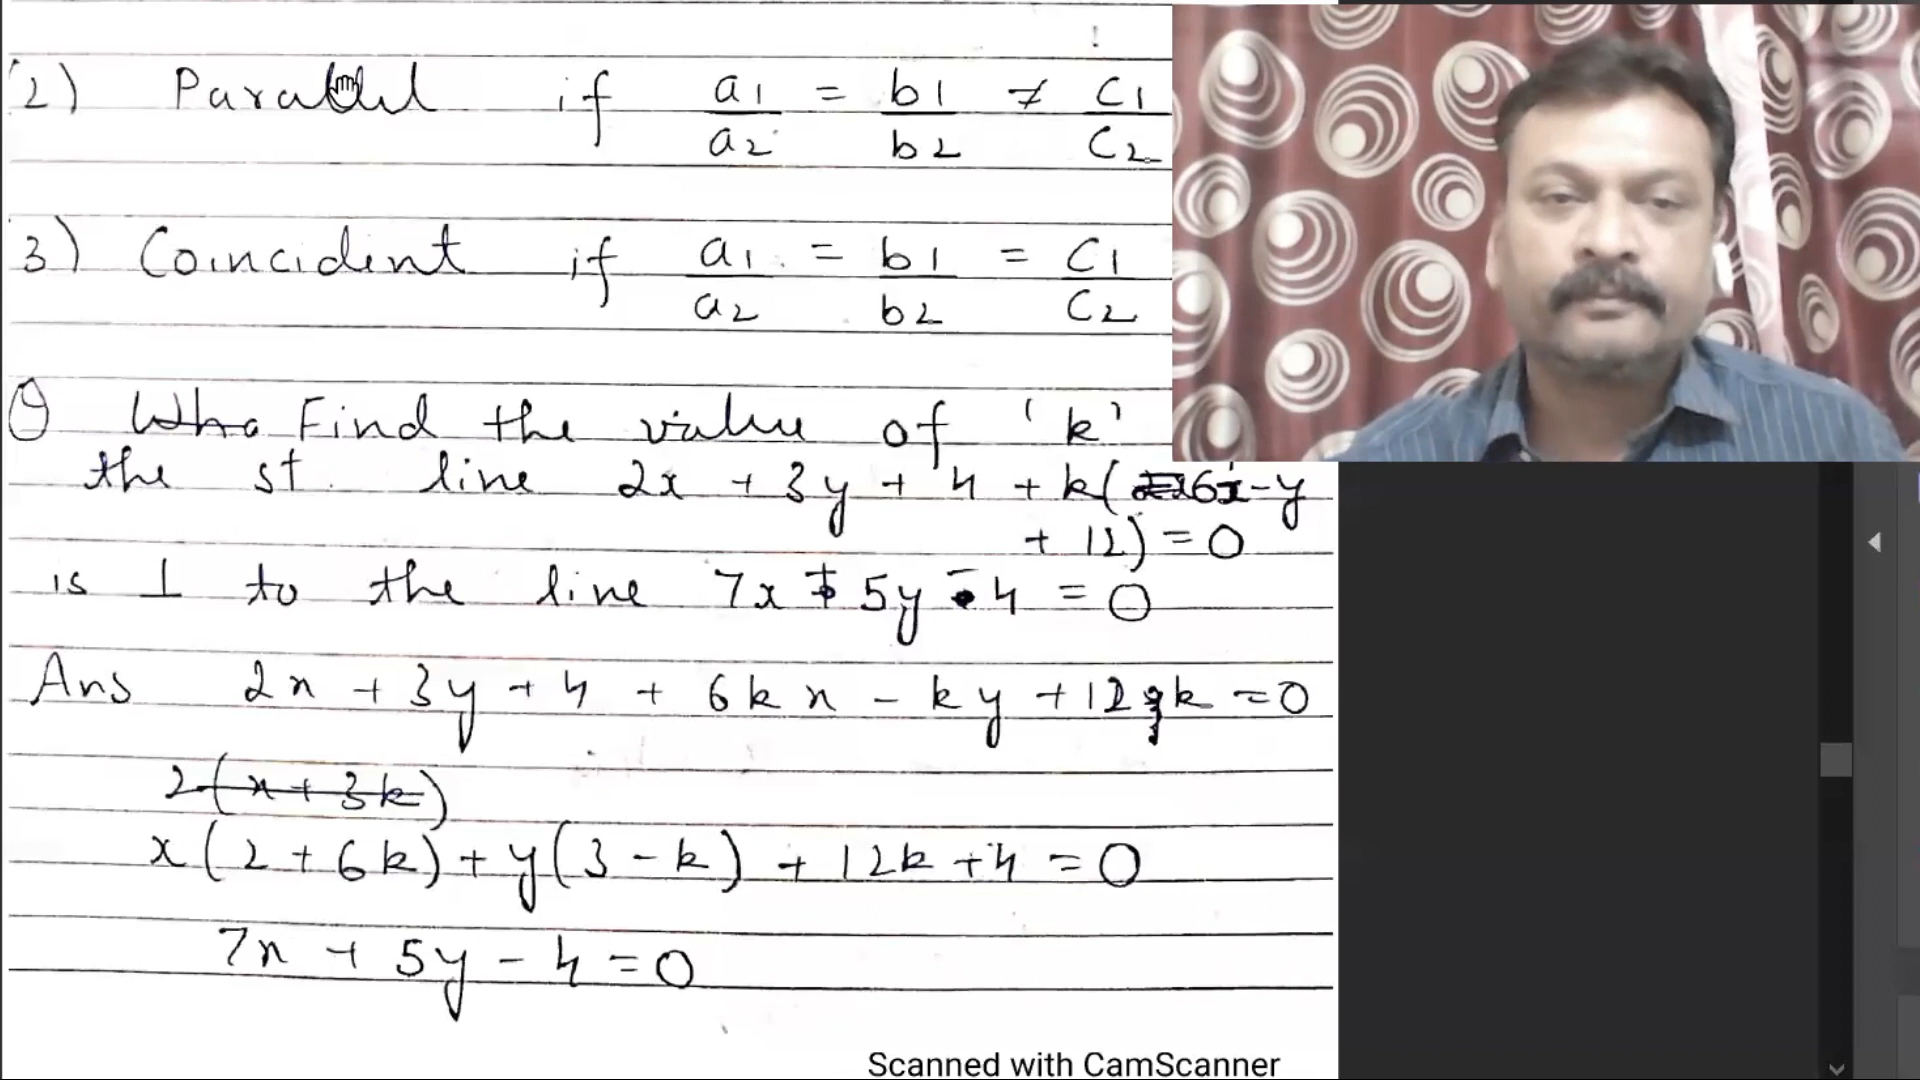 2) Parallel if a1/a2 = b1/b2 ≠ c1/c2
3) Coincident if a1/a2 = b1/b2 = c1/c2
Q Find the value of 'k'
the st. line 2x + 3y + 4 + k( 6x - y
+ 12) = 0
is ⊥ to the line 7x + 5y - 4 = 0
Ans 2x + 3y + 4 + 6kx - ky + 12k = 0
2(x + 3k)
x(2 + 6k) + y(3 - k) + 12k + 4 = 0
7x + 5y - 4 = 0
Scanned with CamScanner